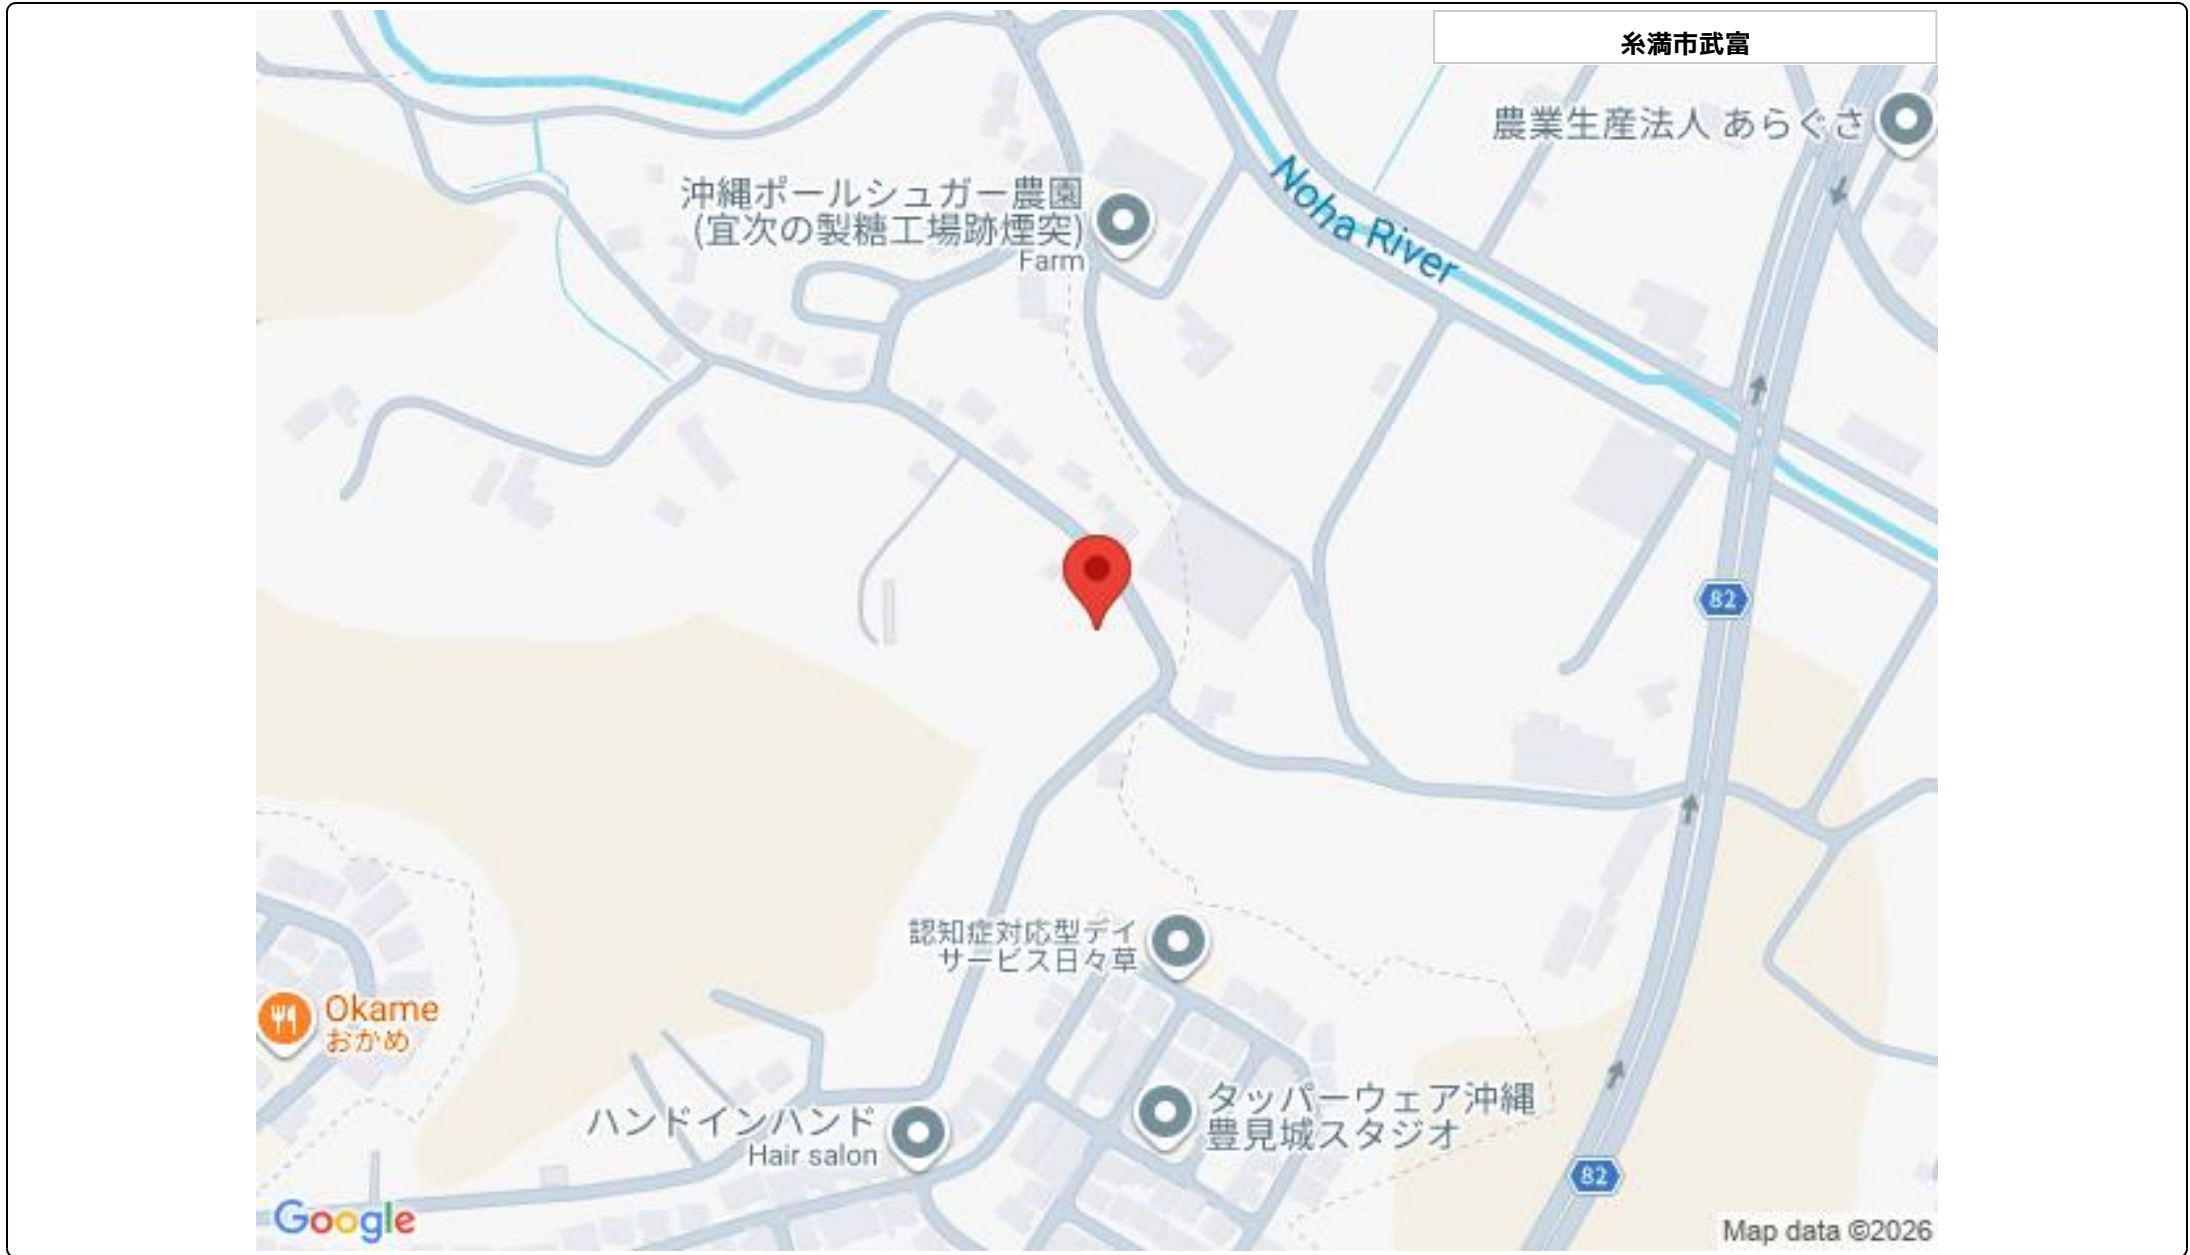 糸満市武富
農業生産法人 あらぐさ
沖縄ポールシュガー農園
(宜次の製糖工場跡煙突)
Farm
Noha River
82
認知症対応型デイ
サービス日々草
Okame
おかめ
タッパーウェア沖縄
豊見城スタジオ
ハンドインハンド
Hair salon
82
Google
Map data ©2026